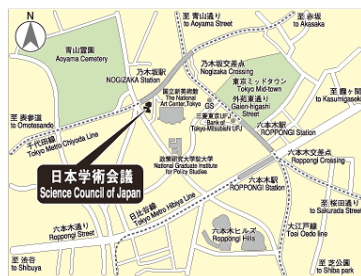 至 青山通り
to Aoyama Street
至 赤坂
to Akasaka
青山霊園
Aoyama Cemetery
乃木坂駅
NOGIZAKA Station
乃木坂交差点
Nogizaka Crossing
東京ミッドタウン
Tokyo Mid-town
至 霞ヶ関
to Kasumigaseki
国立新美術館
The National
Art Center,Tokyo
GS
外苑東通り
Gaien-higashi
Street
三菱東京UFJ
Bank of
Tokyo-Mitsubishi UFJ
至 表参道
to Omotesando
千代田線
Tokyo Metro Chiyoda Line
六本木駅
ROPPONGI Station
政策研究大学院大学
National Graduate Institute
for Policy Studies
六本木交差点
Roppongi Crossing
日本学術会議
Science Council of Japan
六本木駅
ROPPONGI Station
至 桜田通り
to Sakurada Street
日比谷線
Tokyo Metro Hibiya Line
六本木通り
Roppongi Street
六本木ヒルズ
Roppongi Hills
大江戸線
Toei Oedo line
至 渋谷
to Shibuya
至 芝公園
to Shiba park